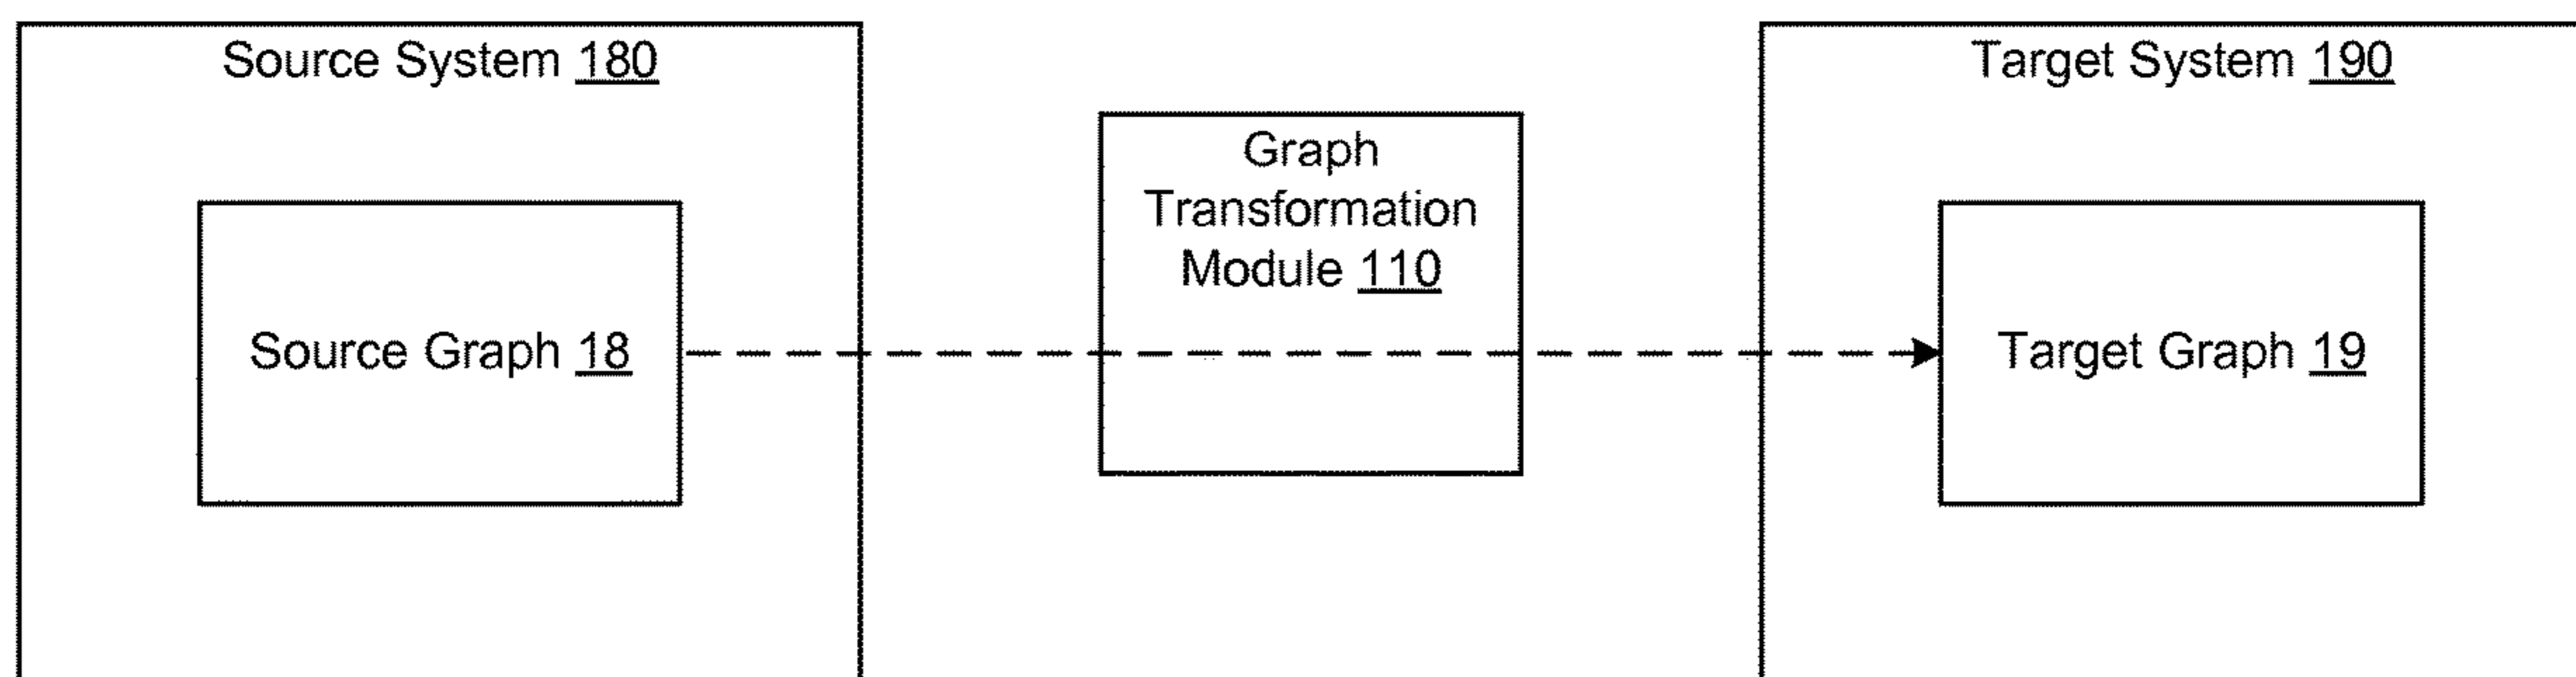 Source System 180
Target System 190
Graph
Transformation
Module 110
Source Graph 18
Target Graph 19